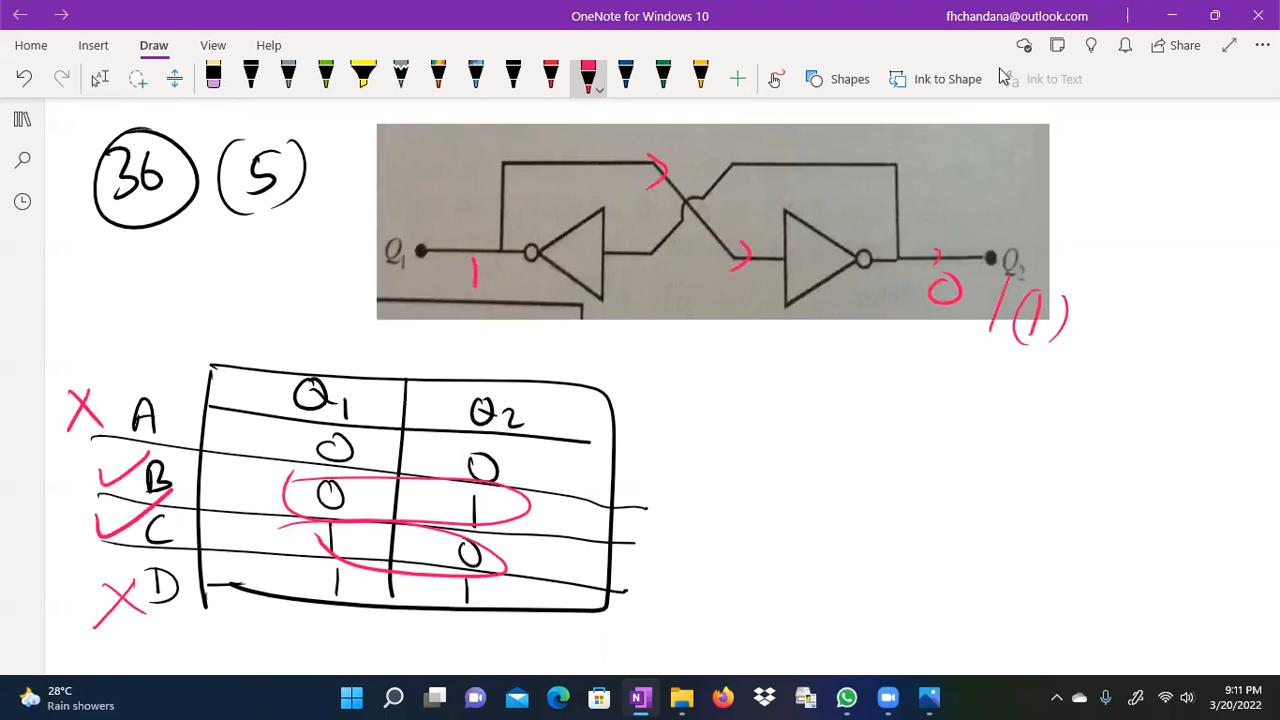 OneNote for Windows 10
fhchandana@outlook.com
Home Insert Draw View Help
Share
Shapes Ink to Shape Ink to Text
36 (5)
Q₁ 1 0 Q₂ / (1)
Q1 Q2
X A 0 0
✓ B 0 1
✓ C 1 0
X D 1 1
28°C
Rain showers
9:11 PM
3/20/2022